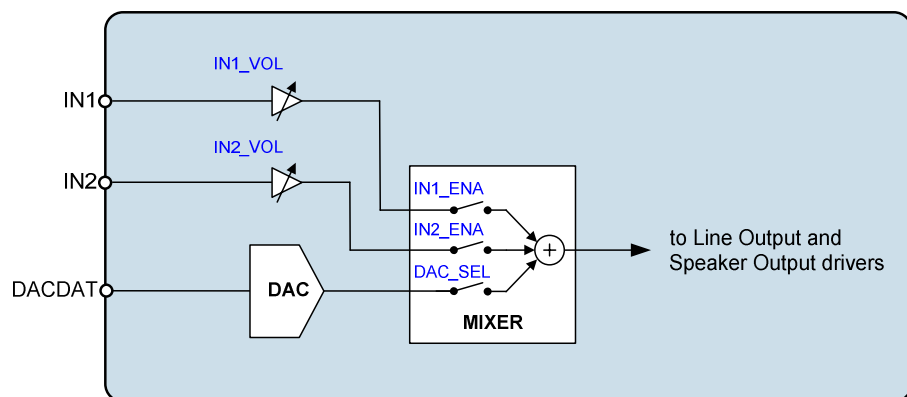 IN1_VOL
IN1
IN2_VOL
IN2
IN1_ENA
IN2_ENA
DAC_SEL
DACDAT
DAC
MIXER
to Line Output and
Speaker Output drivers